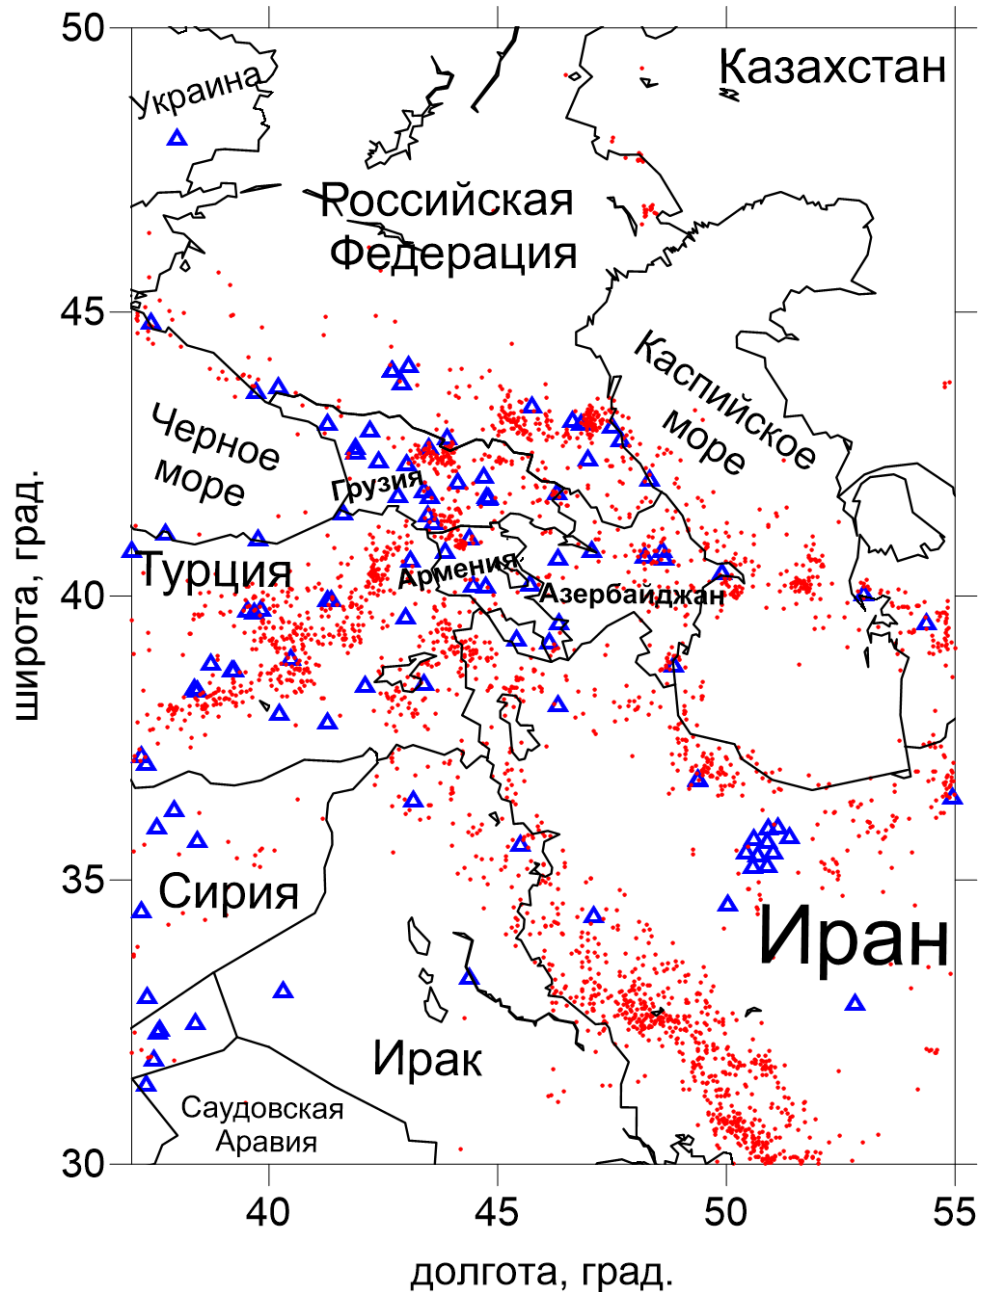 50
Казахстан
Украина
Российская
Федерация
45
Каспийское
море
Черное
море
Грузия
широта, град.
40
Турция
Армения
Азербайджан
35
Сирия
Иран
Ирак
Саудовская
Аравия
30
40
45
50
55
долгота, град.